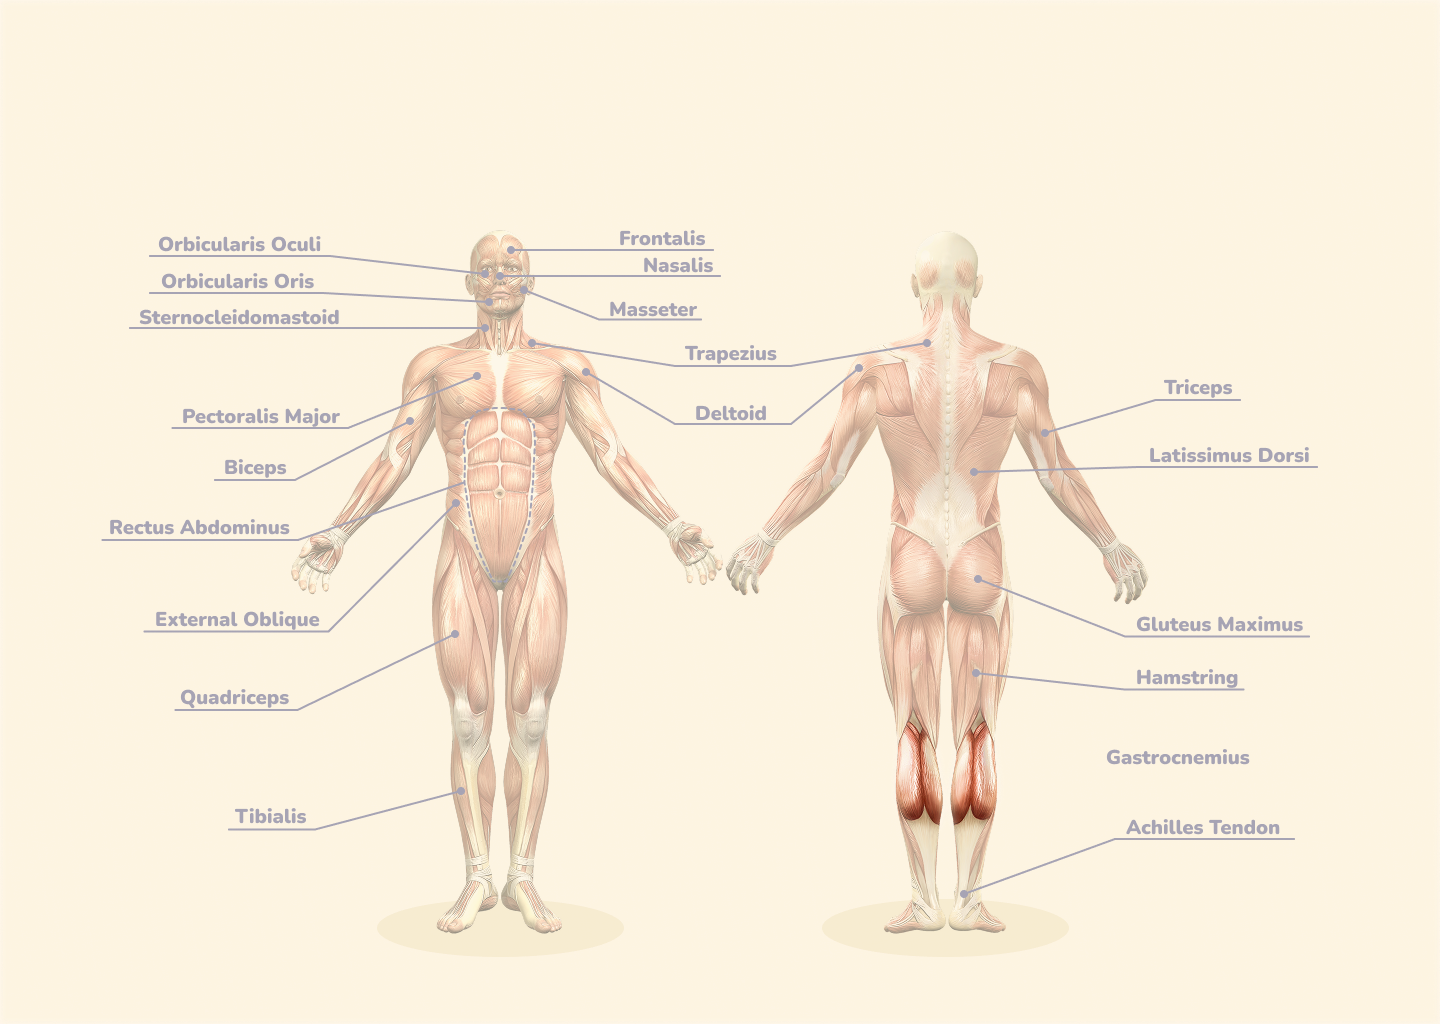 Orbicularis Oculi
Orbicularis Oris
Sternocleidomastoid
Pectoralis Major
Biceps
Rectus Abdominus
External Oblique
Quadriceps
Tibialis
Frontalis
Nasalis
Masseter
Trapezius
Deltoid
Triceps
Latissimus Dorsi
Gluteus Maximus
Hamstring
Gastrocnemius
Achilles Tendon